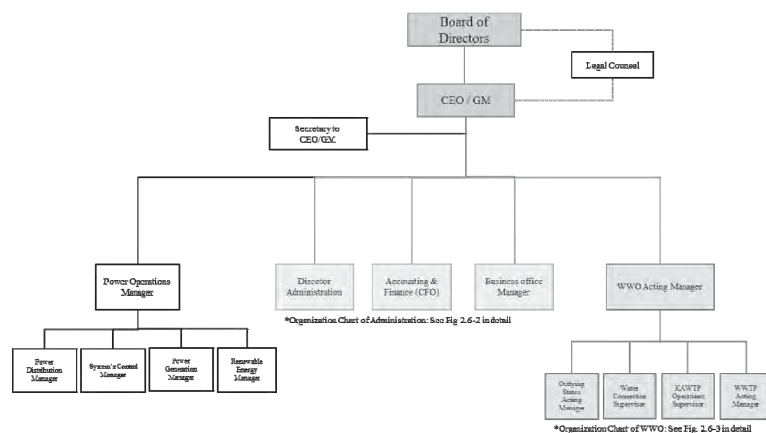 Board of
Directors
Legal Counsel
CEO / GM
Secretary to
CEO/GM
Power Operations
Manager
Director
Administration
Accounting &
Finance (CFO)
Business office
Manager
WWO Acting Manager
*Organization Chart of Administration: See Fig 2.6-2 in detail
Power
Distribution
Manager
System's Control
Manager
Power
Generation
Manager
Renewable
Energy
Manager
Outlying
States
Acting
Manager
Water
Connection
Supervisor
KAWTP
Operations
Supervisor
WWTP
Acting
Manager
*Organization Chart of WWO: See Fig. 2.6-3 in detail